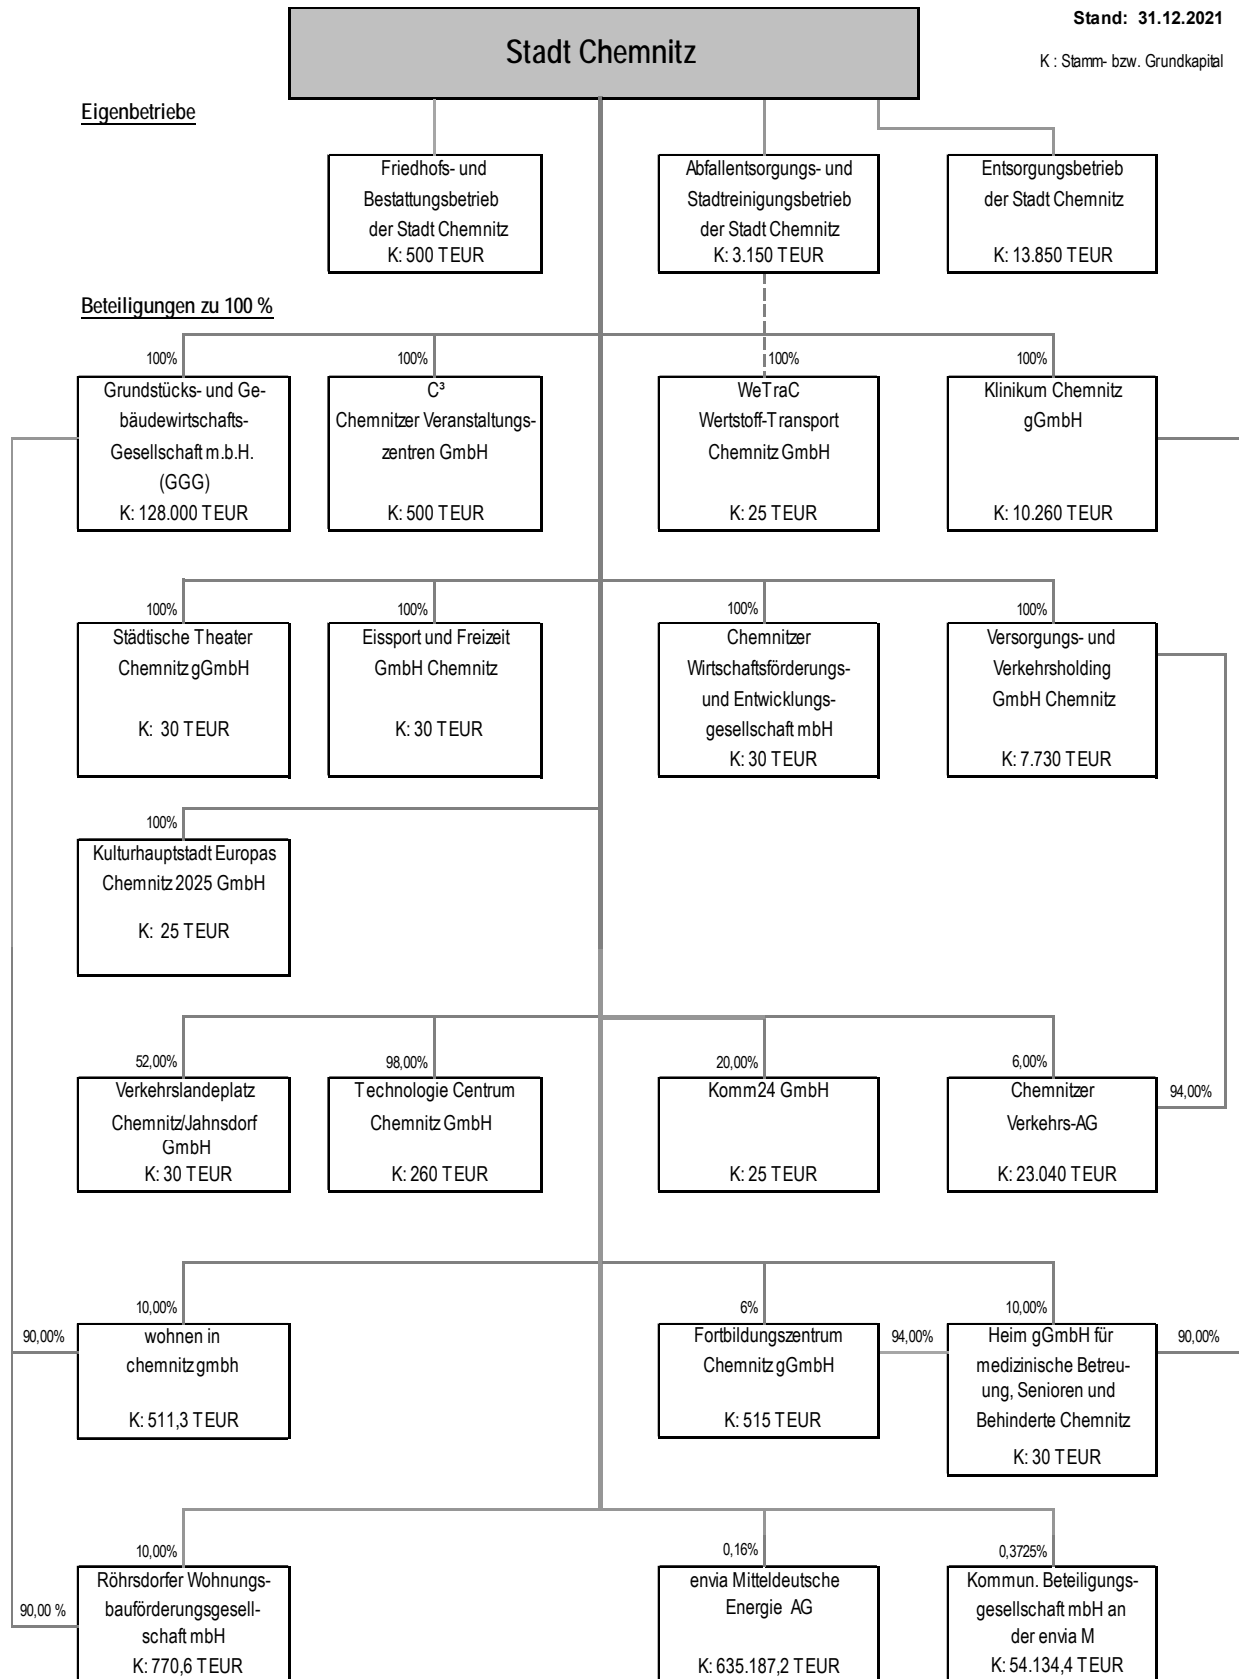 Stand: 31.12.2021
Stadt Chemnitz
K : Stamm- bzw. Grundkapital
Eigenbetriebe
Friedhofs- und
Bestattungsbetrieb
der Stadt Chemnitz
K: 500 TEUR
Abfallentsorgungs- und
Stadtreinigungsbetrieb
der Stadt Chemnitz
K: 3.150 TEUR
Entsorgungsbetrieb
der Stadt Chemnitz
K: 13.850 TEUR
Beteiligungen zu 100 %
100%
Grundstücks- und Ge-
bäudewirtschafts-
Gesellschaft m.b.H.
(GGG)
K: 128.000 TEUR
100%
C³
Chemnitzer Veranstaltungs-
zentren GmbH
K: 500 TEUR
100%
WeTraC
Wertstoff-Transport
Chemnitz GmbH
K: 25 TEUR
100%
Klinikum Chemnitz
gGmbH
K: 10.260 TEUR
100%
Städtische Theater
Chemnitz gGmbH
K: 30 TEUR
100%
Eissport und Freizeit
GmbH Chemnitz
K: 30 TEUR
100%
Chemnitzer
Wirtschaftsförderungs-
und Entwicklungs-
gesellschaft mbH
K: 30 TEUR
100%
Versorgungs- und
Verkehrsholding
GmbH Chemnitz
K: 7.730 TEUR
100%
Kulturhauptstadt Europas
Chemnitz 2025 GmbH
K: 25 TEUR
52,00%
Verkehrslandeplatz
Chemnitz/Jahnsdorf
GmbH
K: 30 TEUR
98,00%
Technologie Centrum
Chemnitz GmbH
K: 260 TEUR
20,00%
Komm24 GmbH
K: 25 TEUR
6,00%
Chemnitzer
Verkehrs-AG
K: 23.040 TEUR
94,00%
10,00%
90,00%
wohnen in
chemnitz gmbh
K: 511,3 TEUR
6%
Fortbildungszentrum
Chemnitz gGmbH
K: 515 TEUR
94,00%
10,00%
Heim gGmbH für
medizinische Betreu-
ung, Senioren und
Behinderte Chemnitz
K: 30 TEUR
90,00%
10,00%
90,00 %
Röhrsdorfer Wohnungs-
bauförderungsgesell-
schaft mbH
K: 770,6 TEUR
0,16%
envia Mitteldeutsche
Energie AG
K: 635.187,2 TEUR
0,3725%
Kommun. Beteiligungs-
gesellschaft mbH an
der envia M
K: 54.134,4 TEUR